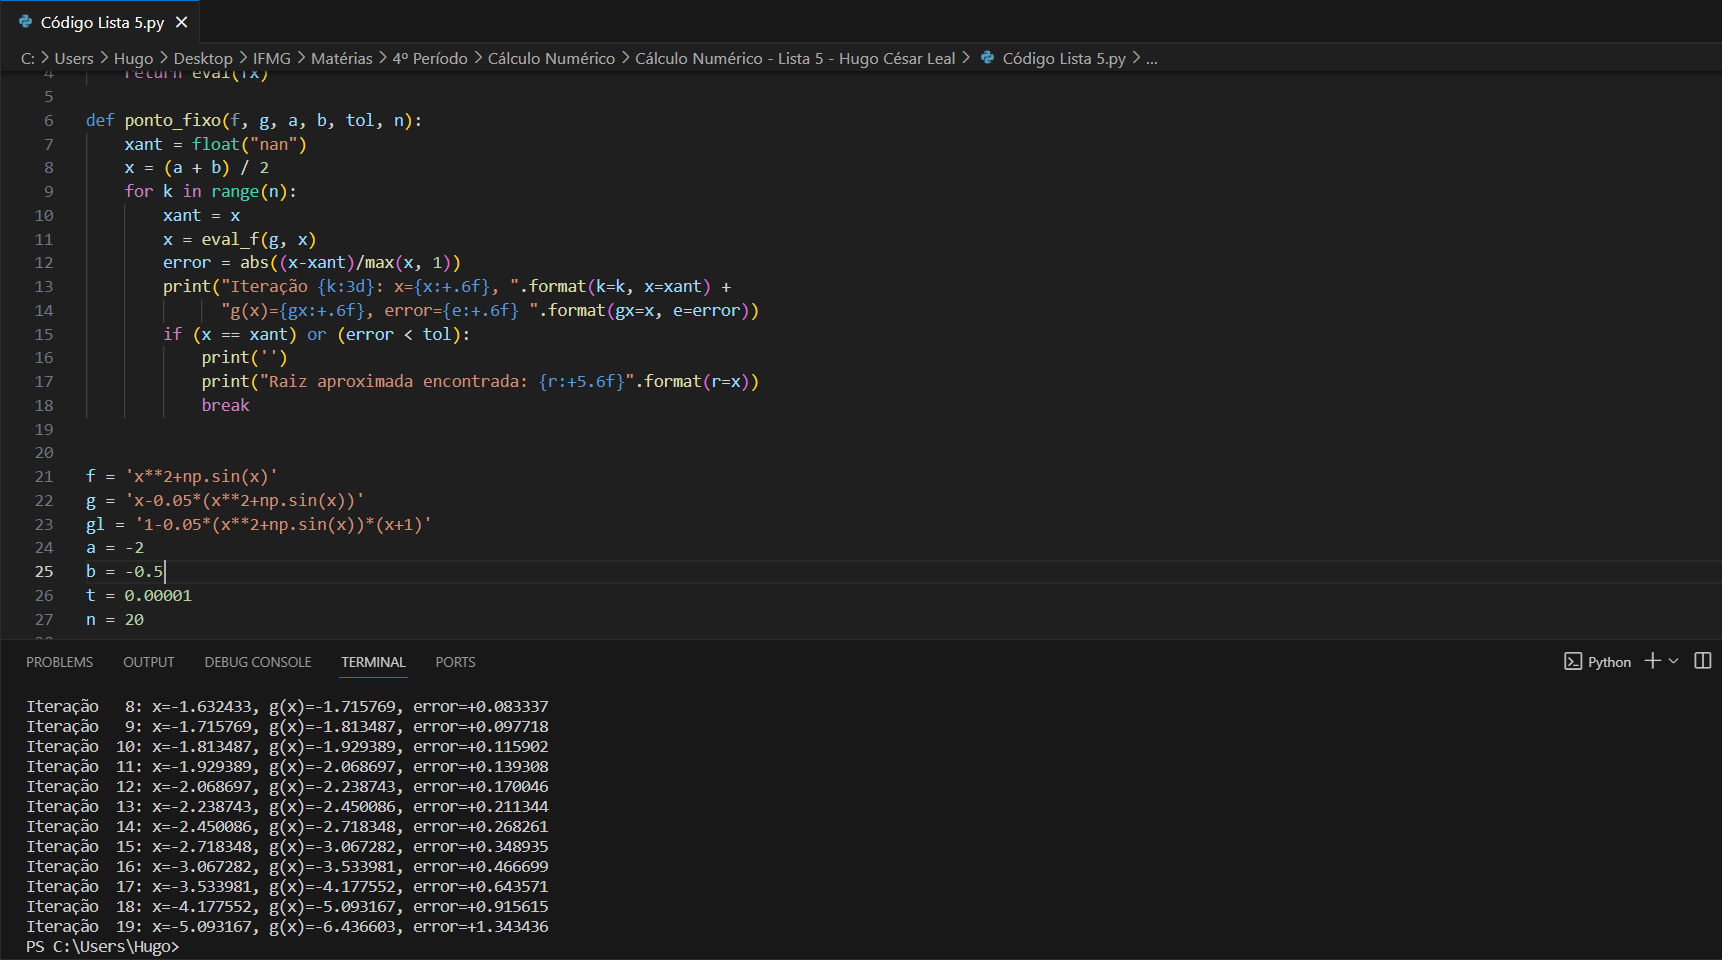 Código Lista 5.py ×
C: > Users > Hugo > Desktop > IFMG > Matérias > 4º Período > Cálculo Numérico > Cálculo Numérico - Lista 5 - Hugo César Leal > Código Lista 5.py > ...
4 return eval(fx)
5
6 def ponto_fixo(f, g, a, b, tol, n):
7 xant = float("nan")
8 x = (a + b) / 2
9 for k in range(n):
10 xant = x
11 x = eval_f(g, x)
12 error = abs((x-xant)/max(x, 1))
13 print("Iteração {k:3d}: x={x:+.6f}, ".format(k=k, x=xant) +
14 "g(x)={gx:+.6f}, error={e:+.6f} ".format(gx=x, e=error))
15 if (x == xant) or (error < tol):
16 print('')
17 print("Raiz aproximada encontrada: {r:+5.6f}".format(r=x))
18 break
19
20
21 f = 'x**2+np.sin(x)'
22 g = 'x-0.05*(x**2+np.sin(x))'
23 gl = '1-0.05*(x**2+np.sin(x))*(x+1)'
24 a = -2
25 b = -0.5
26 t = 0.00001
27 n = 20
PROBLEMS OUTPUT DEBUG CONSOLE TERMINAL PORTS Python
Iteração   8: x=-1.632433, g(x)=-1.715769, error=+0.083337
Iteração   9: x=-1.715769, g(x)=-1.813487, error=+0.097718
Iteração  10: x=-1.813487, g(x)=-1.929389, error=+0.115902
Iteração  11: x=-1.929389, g(x)=-2.068697, error=+0.139308
Iteração  12: x=-2.068697, g(x)=-2.238743, error=+0.170046
Iteração  13: x=-2.238743, g(x)=-2.450086, error=+0.211344
Iteração  14: x=-2.450086, g(x)=-2.718348, error=+0.268261
Iteração  15: x=-2.718348, g(x)=-3.067282, error=+0.348935
Iteração  16: x=-3.067282, g(x)=-3.533981, error=+0.466699
Iteração  17: x=-3.533981, g(x)=-4.177552, error=+0.643571
Iteração  18: x=-4.177552, g(x)=-5.093167, error=+0.915615
Iteração  19: x=-5.093167, g(x)=-6.436603, error=+1.343436
PS C:\Users\Hugo>